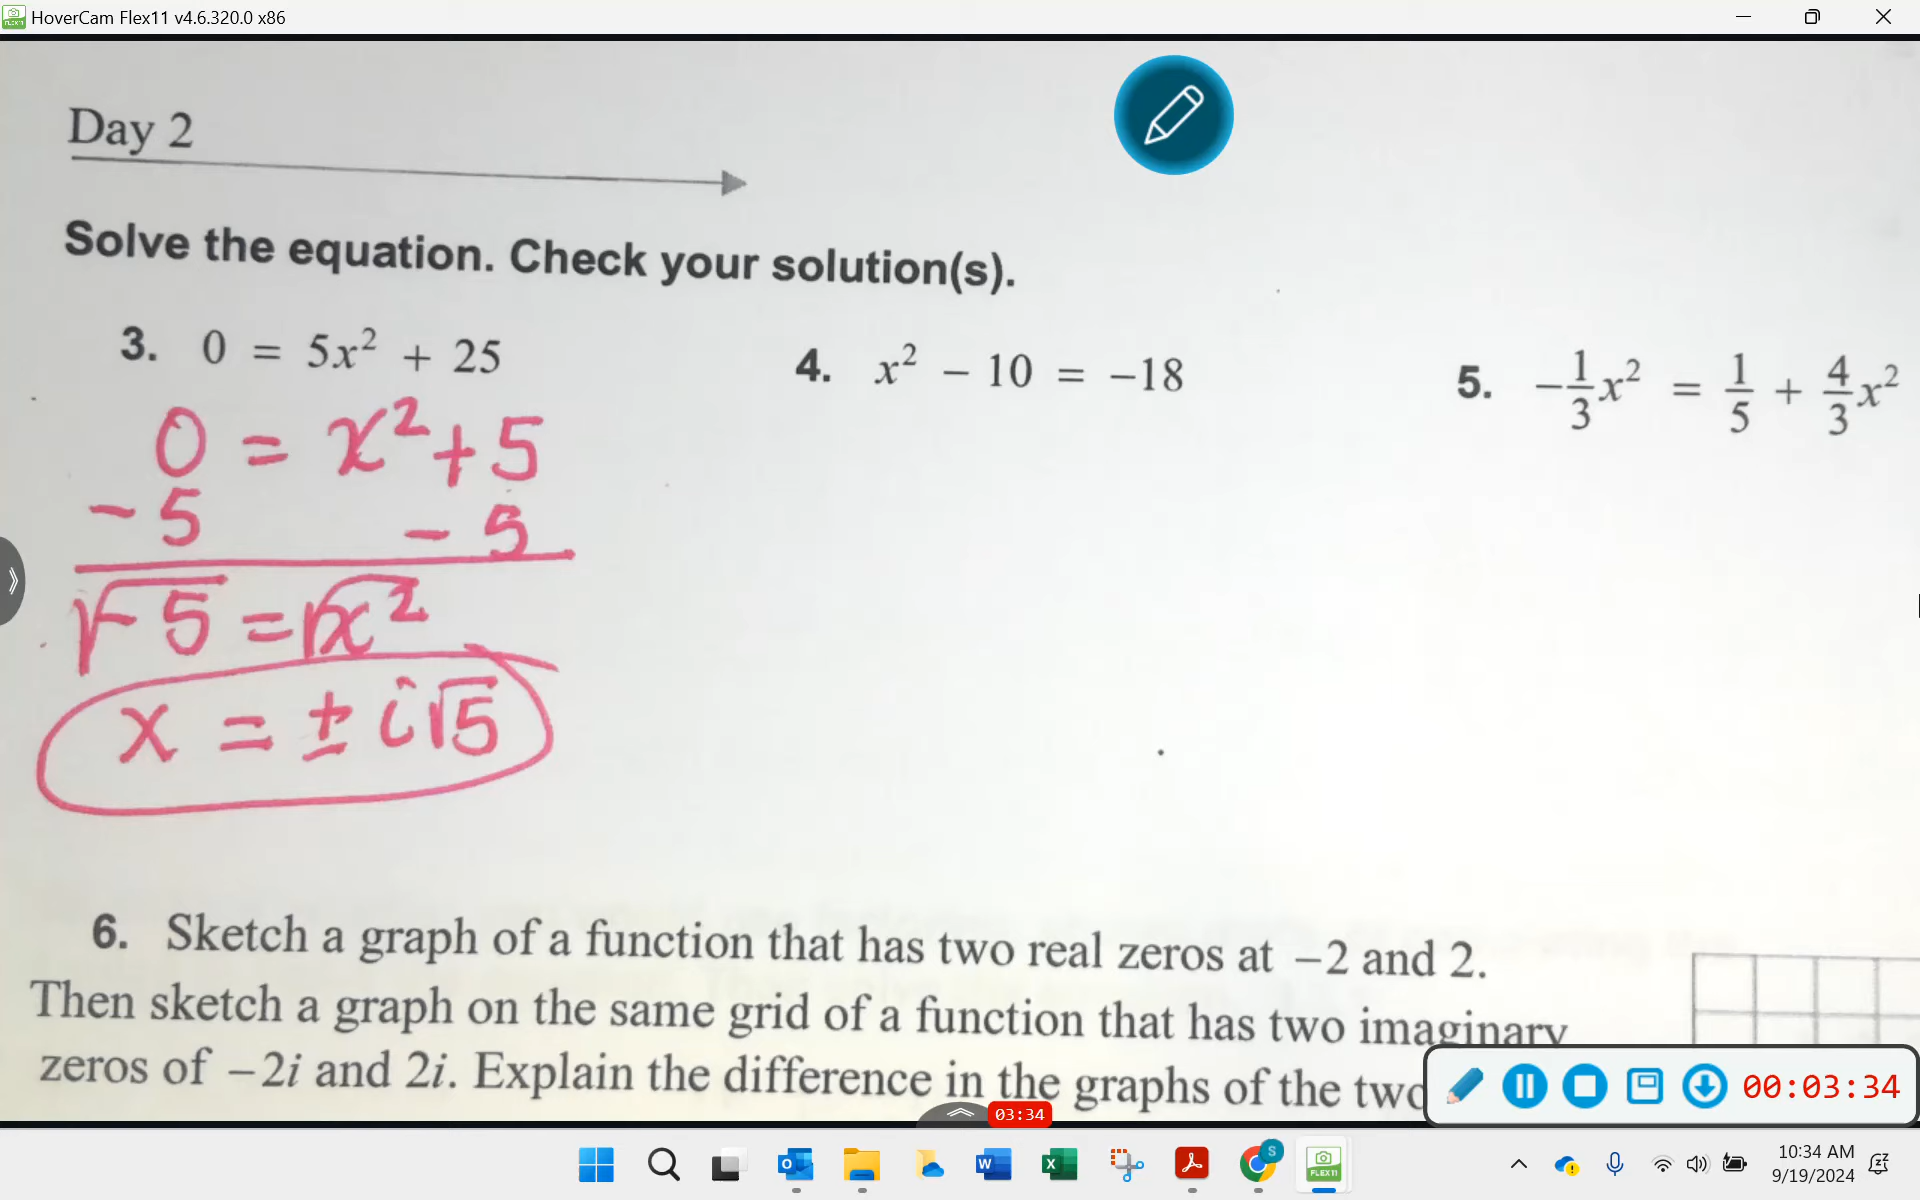 HoverCam Flex11 v4.6.320.0 x86
Day 2
Solve the equation. Check your solution(s).
3. 0 = 5x² + 25
0 = x² + 5
- 5 - 5
√-5 = √x²
x = ± i√5
4. x² − 10 = −18
5. −1/3x² = 1/5 + 4/3x²
6. Sketch a graph of a function that has two real zeros at −2 and 2.
Then sketch a graph on the same grid of a function that has two imaginary
zeros of −2i and 2i. Explain the difference in the graphs of the two
00:03:34
03:34
S
FLEX11
10:34 AM
9/19/2024